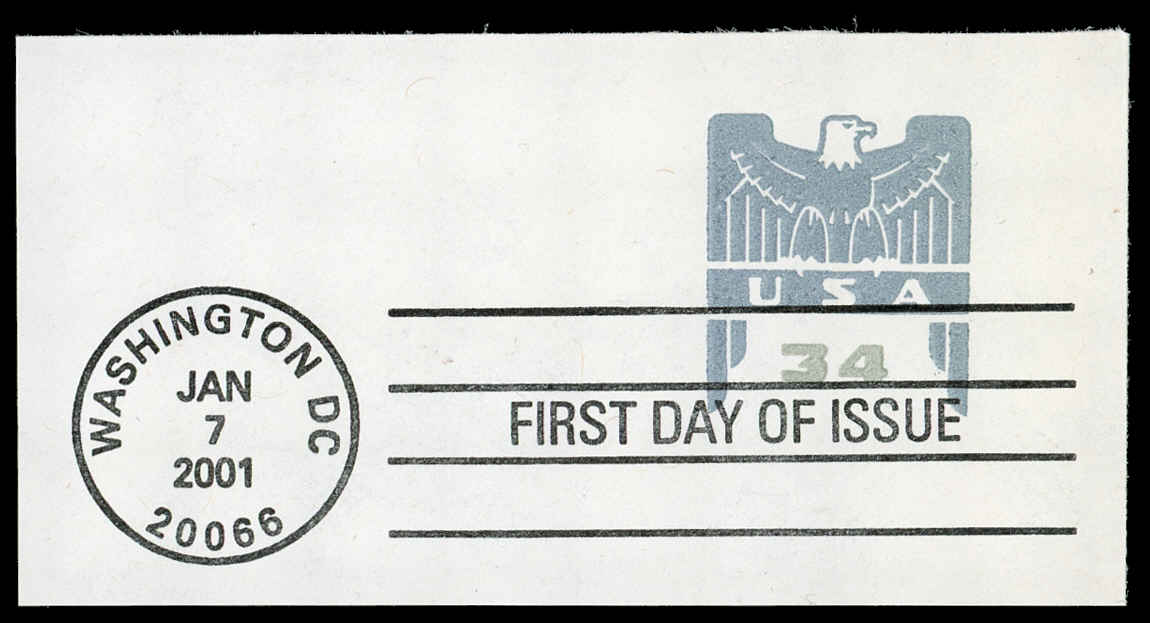 USA
34
WASHINGTON DC
JAN
7
2001
20066
FIRST DAY OF ISSUE